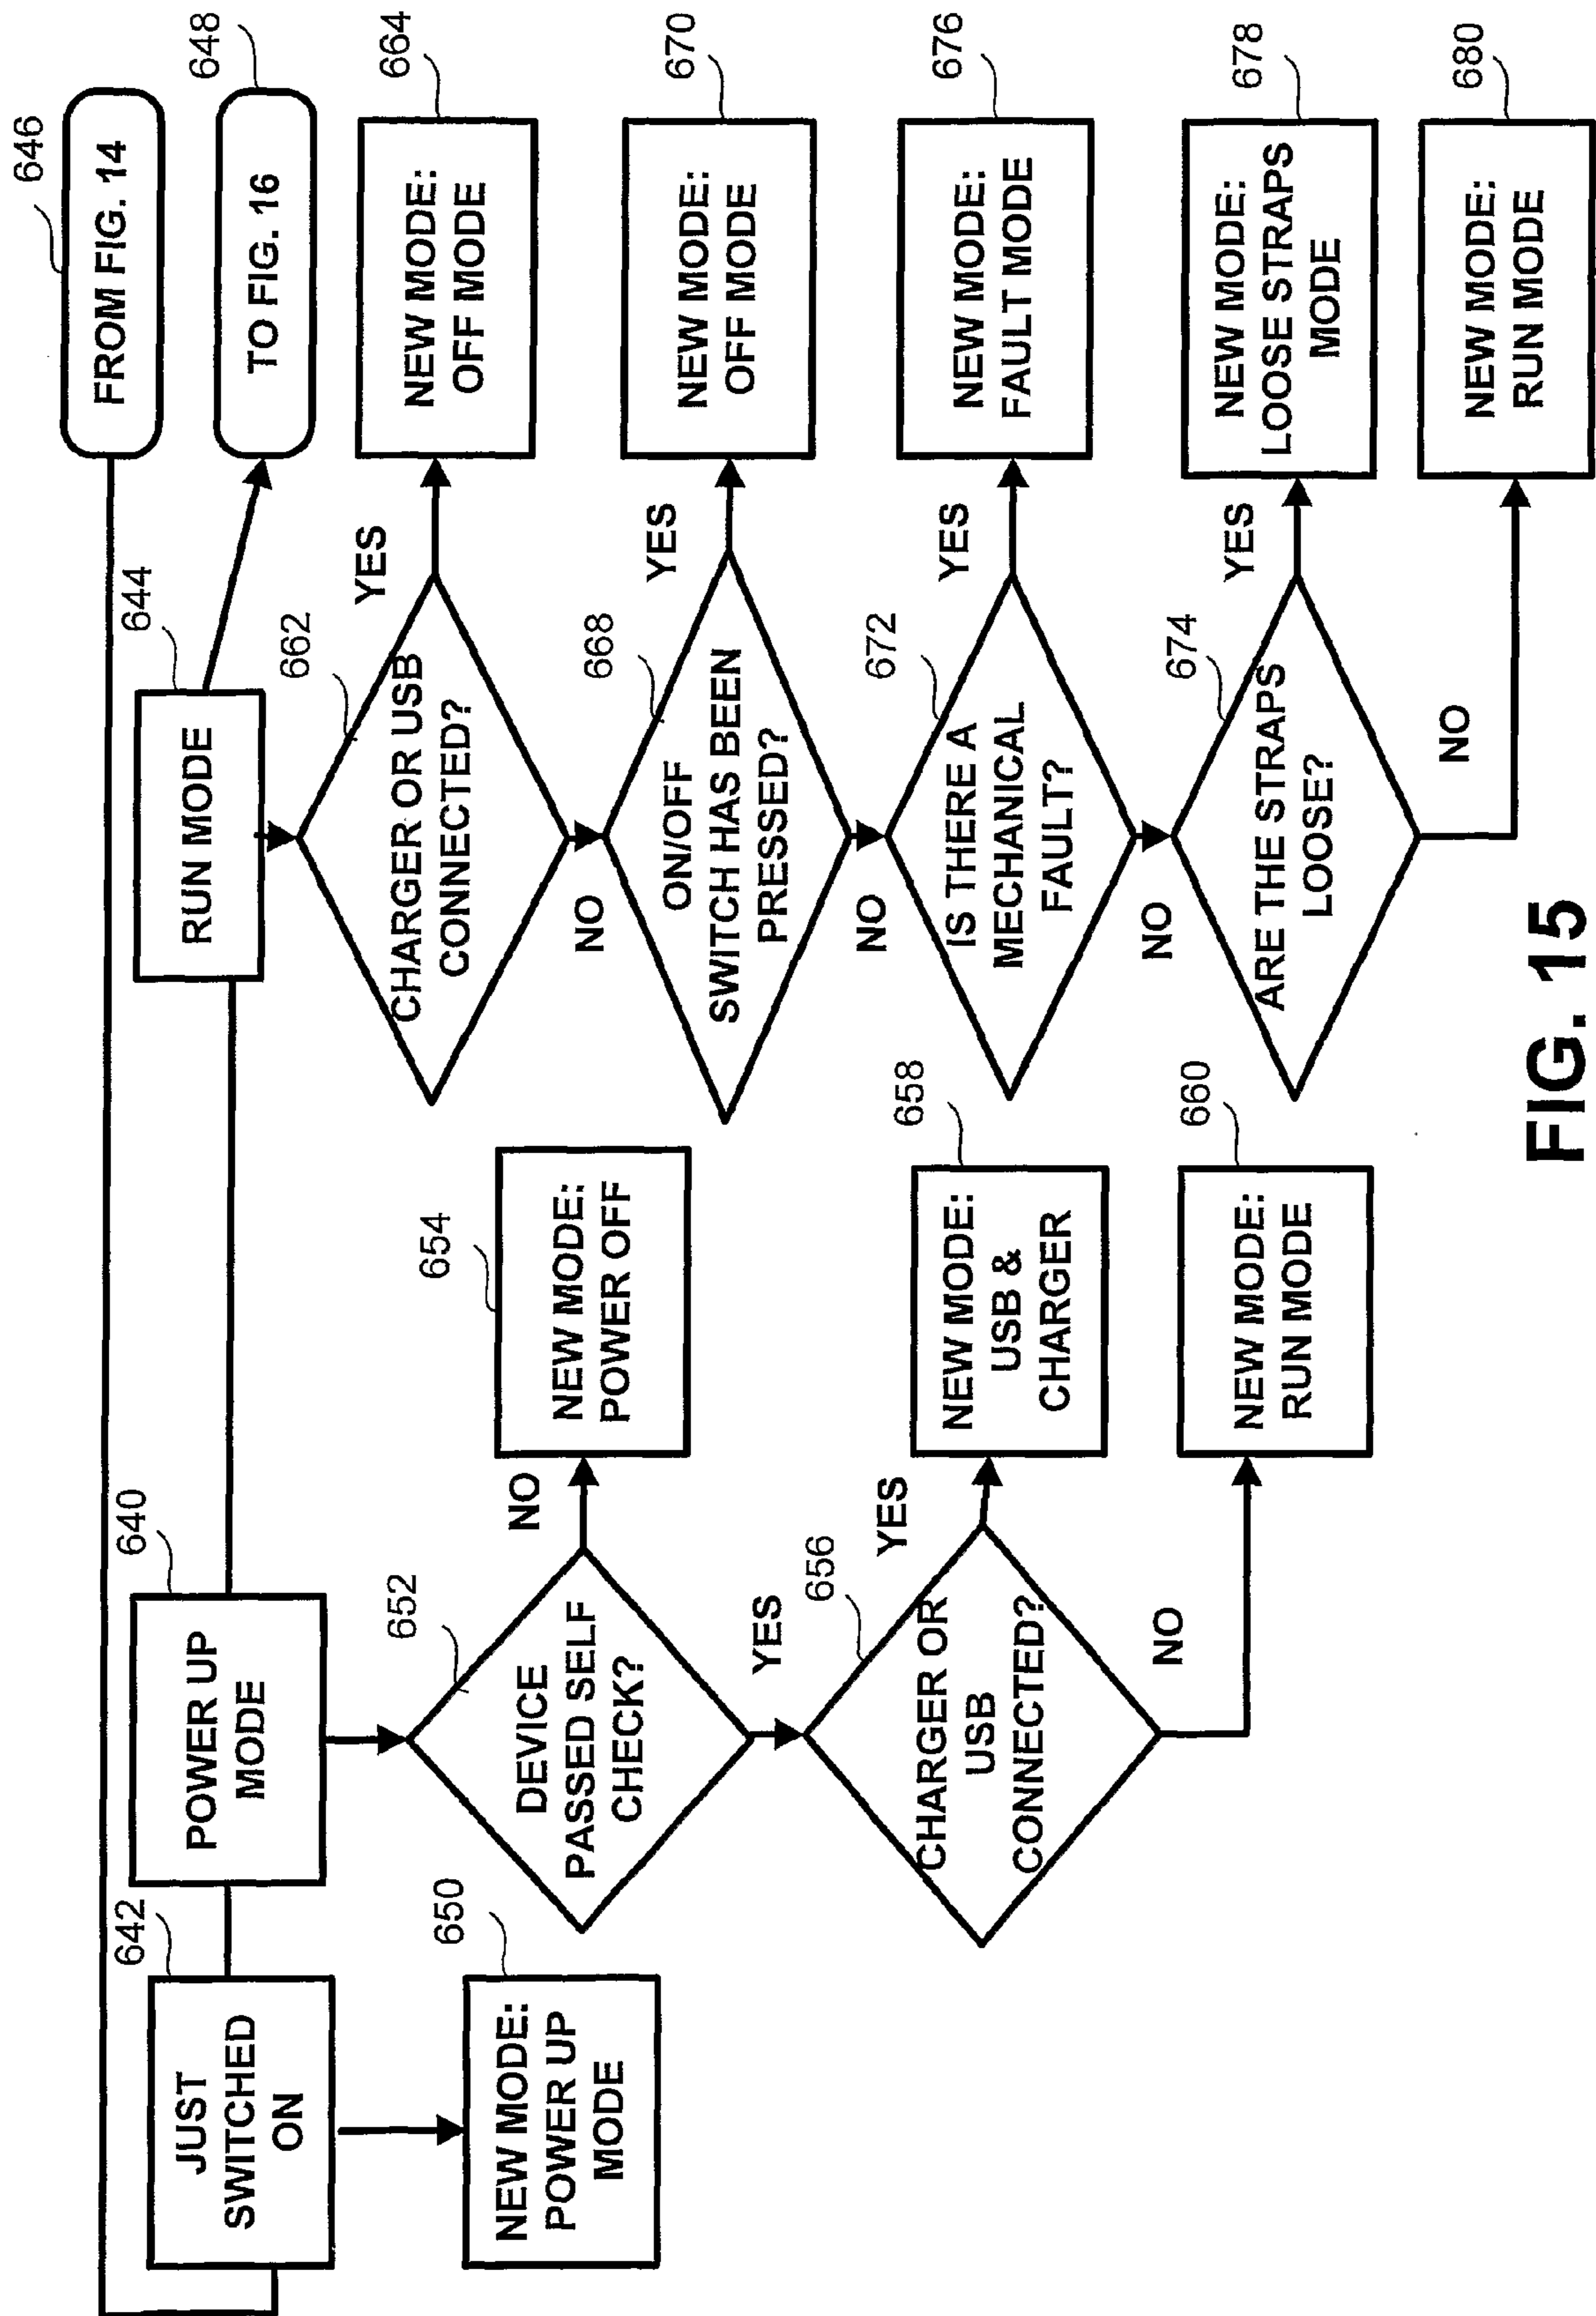 646
FROM FIG. 14
648
TO FIG. 16
642
JUST
SWITCHED
ON
640
POWER UP
MODE
644
RUN MODE
650
NEW MODE:
POWER UP
MODE
652
DEVICE
PASSED SELF
CHECK?
NO
654
NEW MODE:
POWER OFF
YES
656
CHARGER OR
USB
CONNECTED?
YES
658
NEW MODE:
USB &
CHARGER
NO
660
NEW MODE:
RUN MODE
662
CHARGER OR USB
CONNECTED?
YES
664
NEW MODE:
OFF MODE
NO
668
ON/OFF
SWITCH HAS BEEN
PRESSED?
YES
670
NEW MODE:
OFF MODE
NO
672
IS THERE A
MECHANICAL
FAULT?
YES
676
NEW MODE:
FAULT MODE
NO
674
ARE THE STRAPS
LOOSE?
YES
678
NEW MODE:
LOOSE STRAPS
MODE
NO
680
NEW MODE:
RUN MODE
FIG. 15